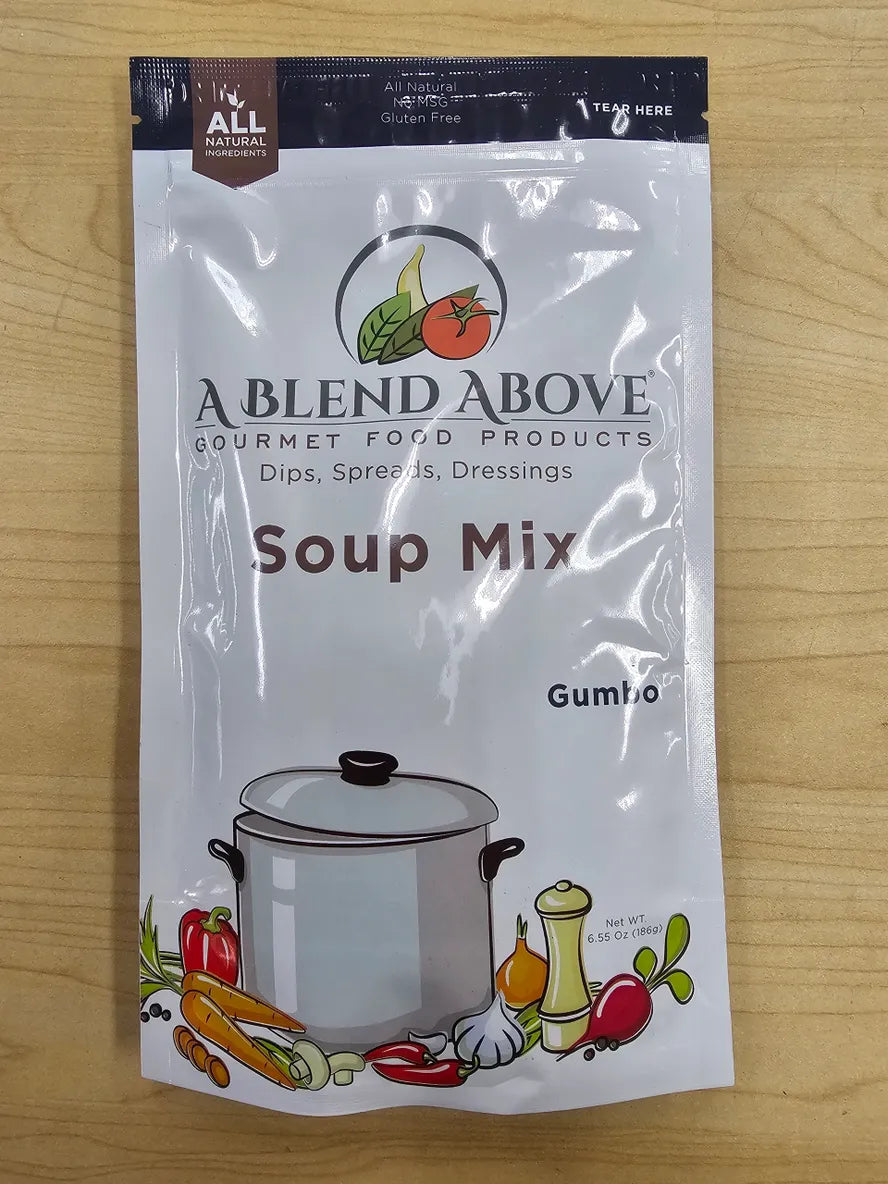 ALL
NATURAL
INGREDIENTS
All Natural
No MSG
Gluten Free
TEAR HERE
A BLEND ABOVE®
GOURMET FOOD PRODUCTS
Dips, Spreads, Dressings
Soup Mix
Gumbo
Net WT.
6.55 Oz (186g)